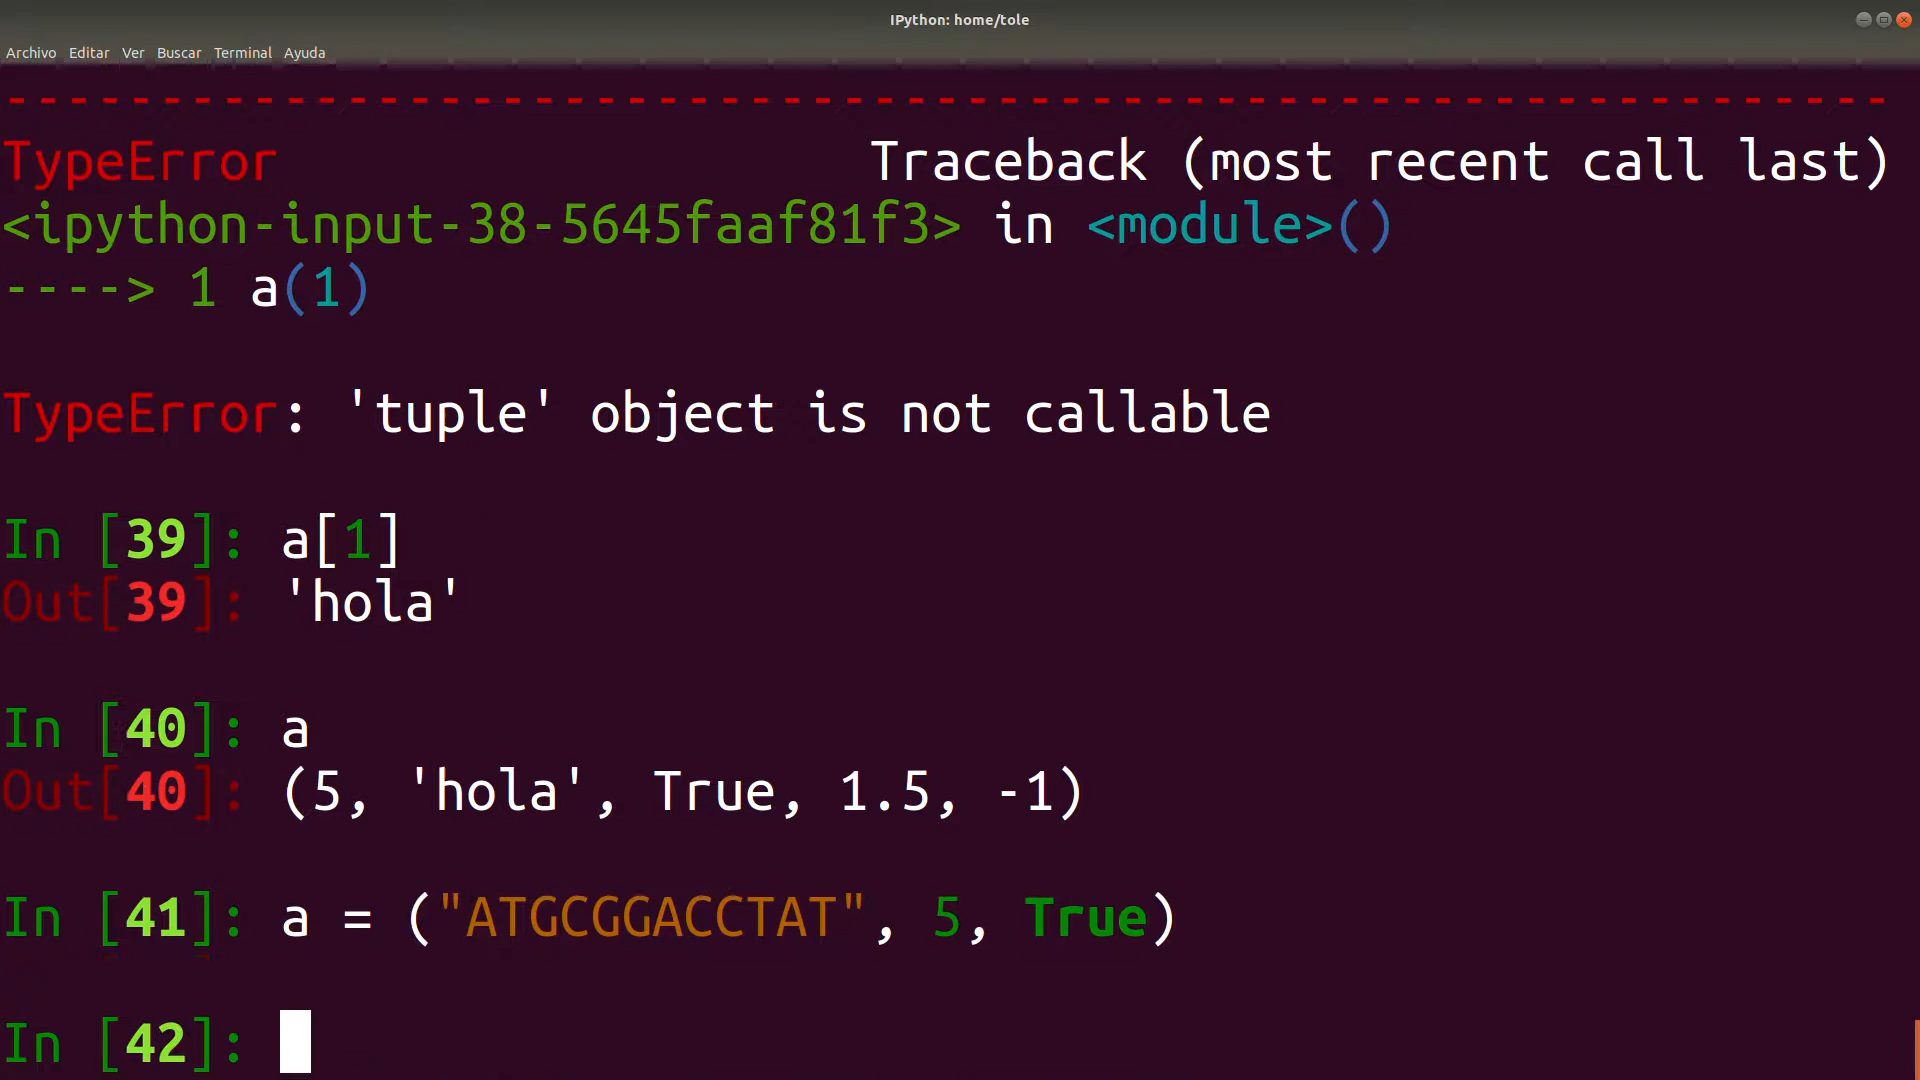 IPython: home/tole
Archivo Editar Ver Buscar Terminal Ayuda
---------------------------------------------------------------------------
TypeError                                 Traceback (most recent call last)
<ipython-input-38-5645faaf81f3> in <module>()
----> 1 a(1)
TypeError: 'tuple' object is not callable
In [39]: a[1]
Out[39]: 'hola'
In [40]: a
Out[40]: (5, 'hola', True, 1.5, -1)
In [41]: a = ("ATGCGGACCTAT", 5, True)
In [42]: